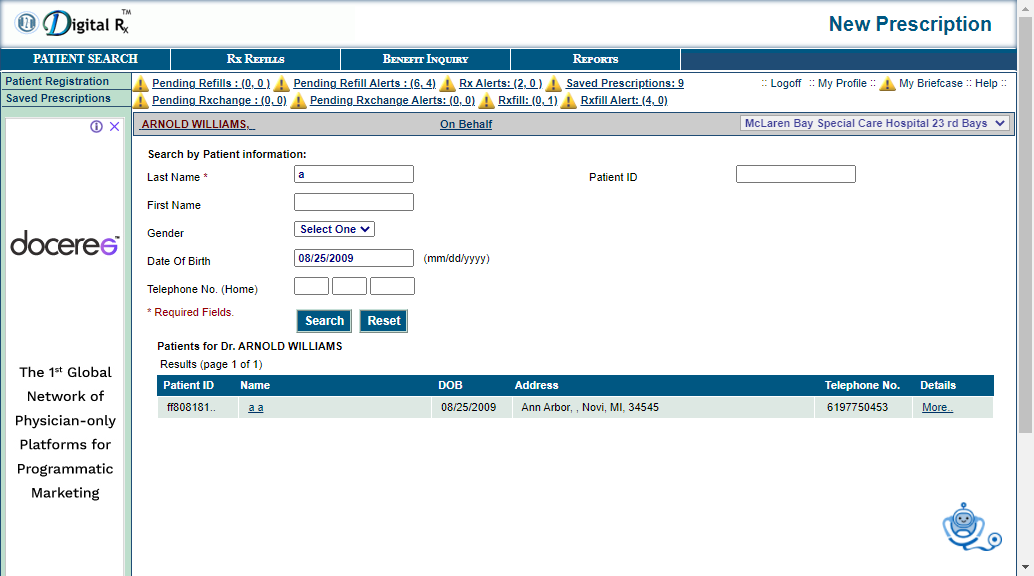 Digital Rx TM
New Prescription
PATIENT SEARCH
RX REFILLS
BENEFIT INQUIRY
REPORTS
Patient Registration
Saved Prescriptions
Pending Refills : (0, 0 )
Pending Refill Alerts : (6, 4)
Rx Alerts: (2, 0 )
Saved Prescriptions: 9
:: Logoff :: My Profile :: My Briefcase :: Help ::
Pending Rxchange : (0, 0)
Pending Rxchange Alerts: (0, 0)
Rxfill: (0, 1)
Rxfill Alert: (4, 0)
ARNOLD WILLIAMS,
On Behalf
McLaren Bay Special Care Hospital 23 rd Bays
Search by Patient information:
Last Name * a
Patient ID
First Name
Gender Select One
Date Of Birth 08/25/2009 (mm/dd/yyyy)
Telephone No. (Home)
* Required Fields.
Search Reset
Patients for Dr. ARNOLD WILLIAMS
Results (page 1 of 1)
Patient ID Name DOB Address Telephone No. Details
ff808181.. a a 08/25/2009 Ann Arbor, , Novi, MI, 34545 6197750453 More..
doceree™
The 1st Global
Network of
Physician-only
Platforms for
Programmatic
Marketing